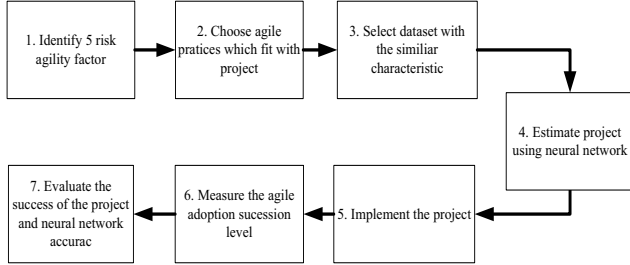 1. Identify 5 risk
agility factor
2. Choose agile
pratices which fit with
project
3. Select dataset with
the similiar
characteristic
4. Estimate project
using neural network
5. Implement the project
6. Measure the agile
adoption sucession
level
7. Evaluate the
success of the project
and neural network
accurac